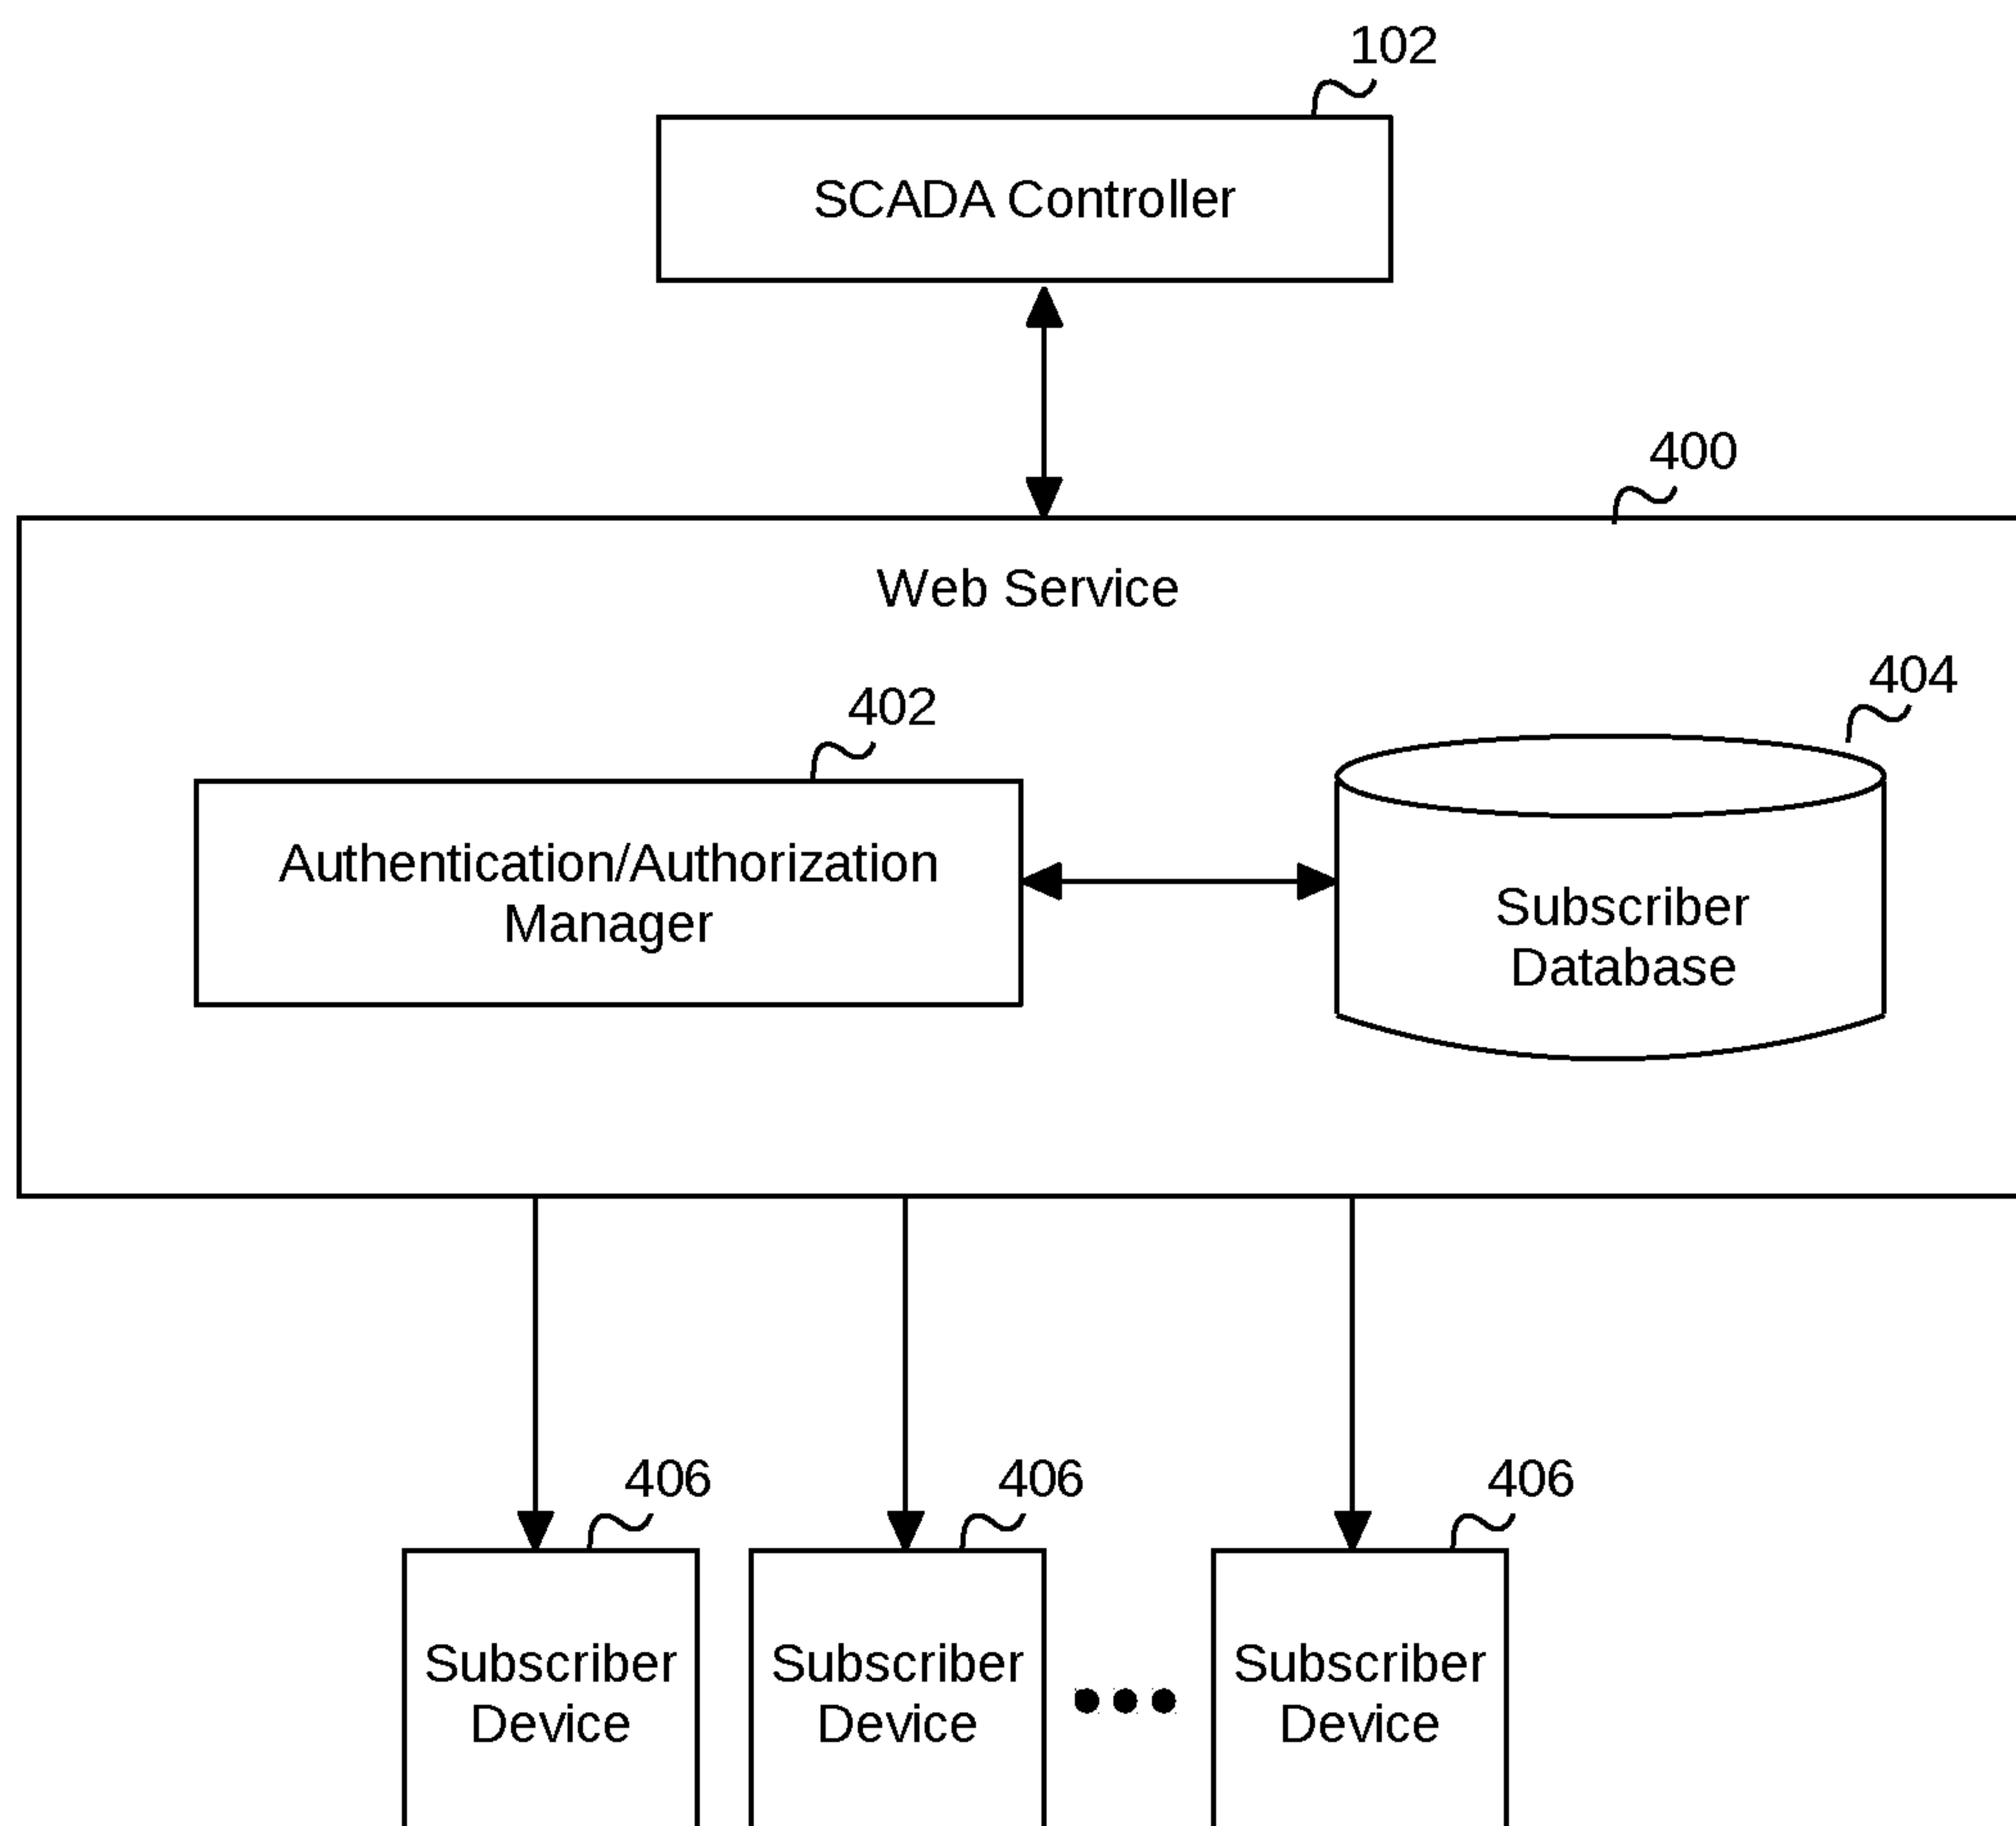 102
SCADA Controller
400
Web Service
404
402
Authentication/Authorization
Manager
Subscriber
Database
406
406
406
Subscriber
Device
Subscriber
Device
Subscriber
Device